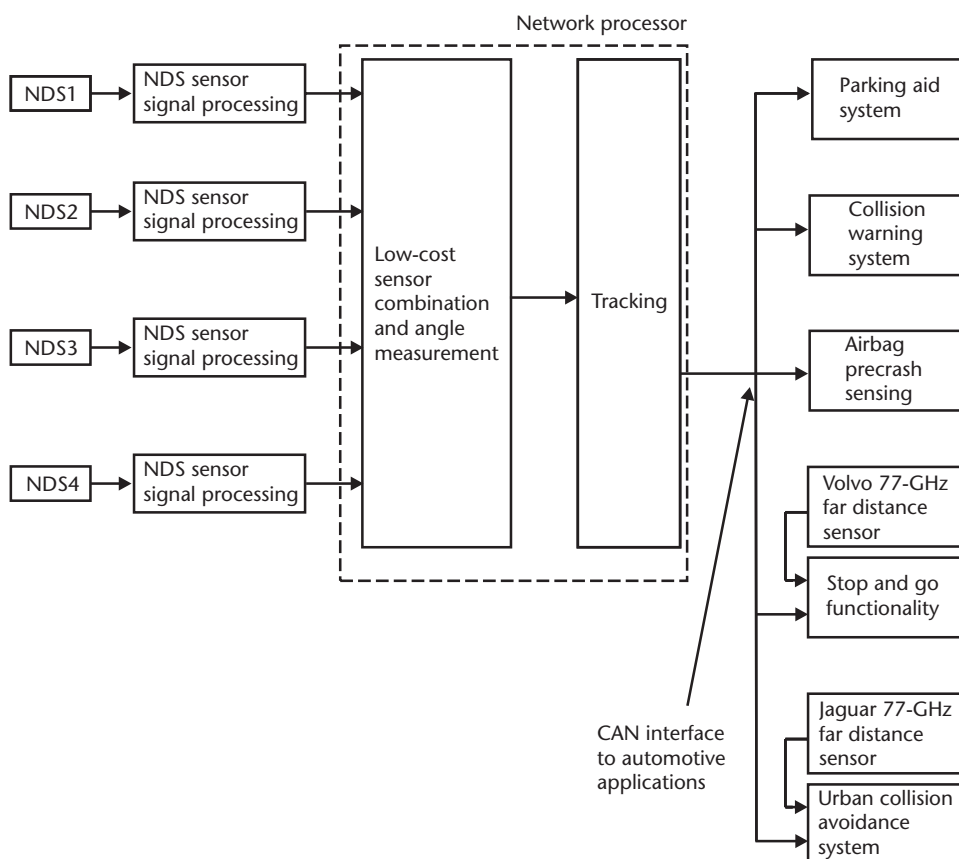 Network processor
NDS1
NDS sensor
signal processing
NDS2
NDS sensor
signal processing
NDS3
NDS sensor
signal processing
NDS4
NDS sensor
signal processing
Low-cost
sensor
combination
and angle
measurement
Tracking
CAN interface
to automotive
applications
Parking aid
system
Collision
warning
system
Airbag
precrash
sensing
Volvo 77-GHz
far distance
sensor
Stop and go
functionality
Jaguar 77-GHz
far distance
sensor
Urban collision
avoidance
system